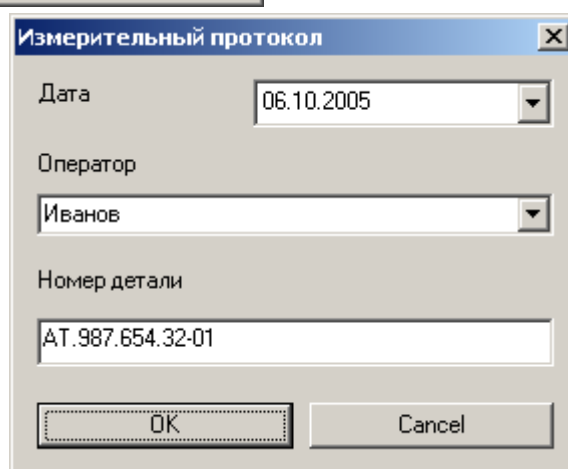 Измерительный протокол
Дата
06.10.2005
Оператор
Иванов
Номер детали
АТ.987.654.32-01
OK
Cancel